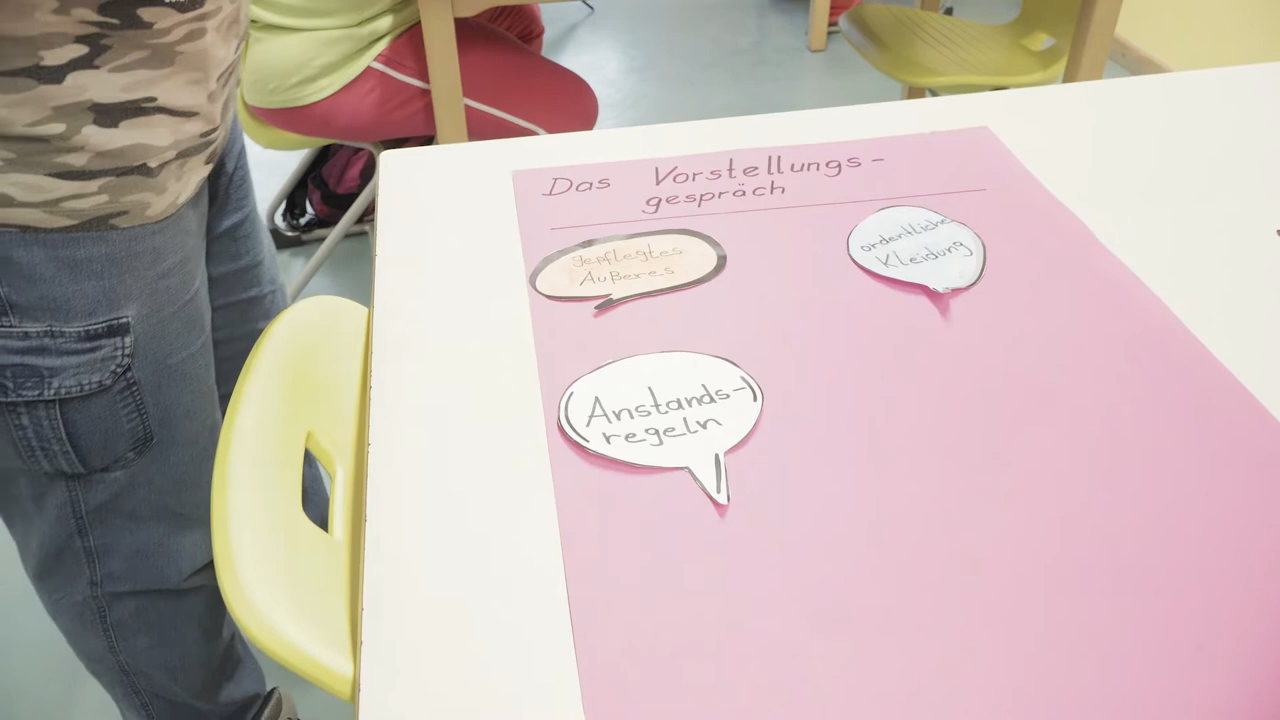 Das Vorstellungs-
gespräch
gepflegtes
Äußeres
ordentliche
Kleidung
Anstands-
regeln